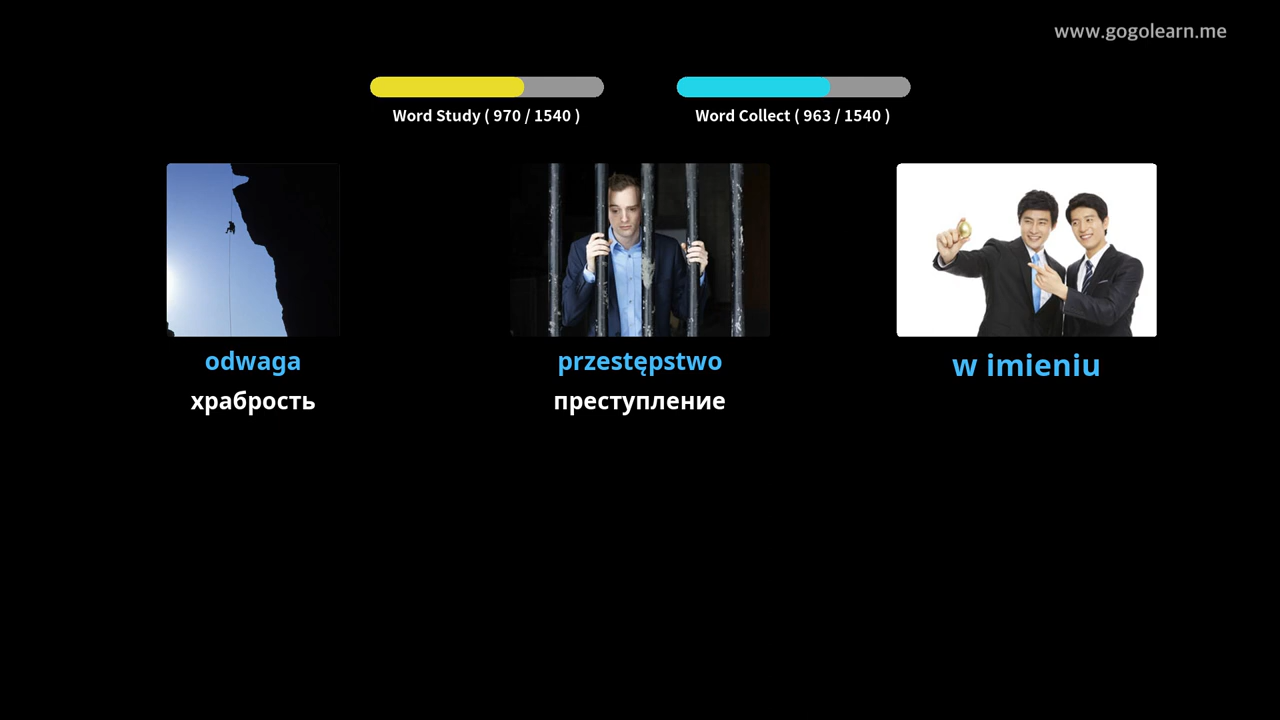 www.gogolearn.me
Word Study ( 970 / 1540 )
Word Collect ( 963 / 1540 )
odwaga
храбрость
przestępstwo
преступление
w imieniu